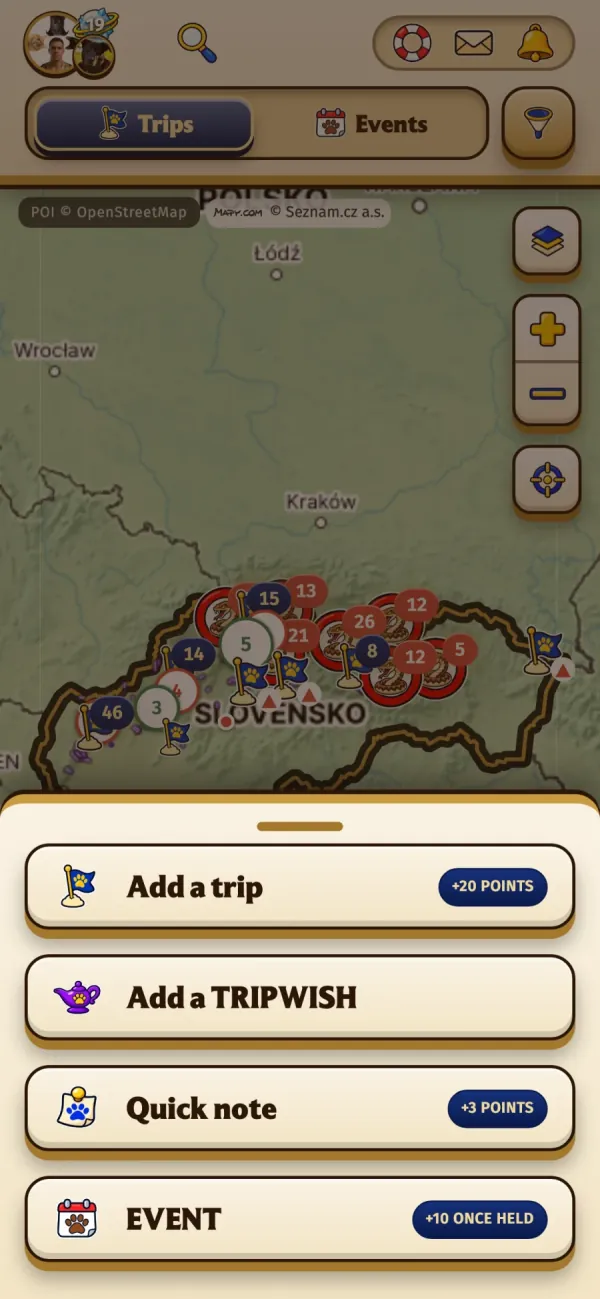 19
Trips
Events
POLSKO
POI © OpenStreetMap
MAPY.COM © Seznam.cz a.s.
Łódź
Wrocław
Kraków
13
15
12
26
21
5
14
8
12
5
4
3
46
SLOVENSKO
EN
Add a trip
+20 POINTS
Add a TRIPWISH
Quick note
+3 POINTS
EVENT
+10 ONCE HELD